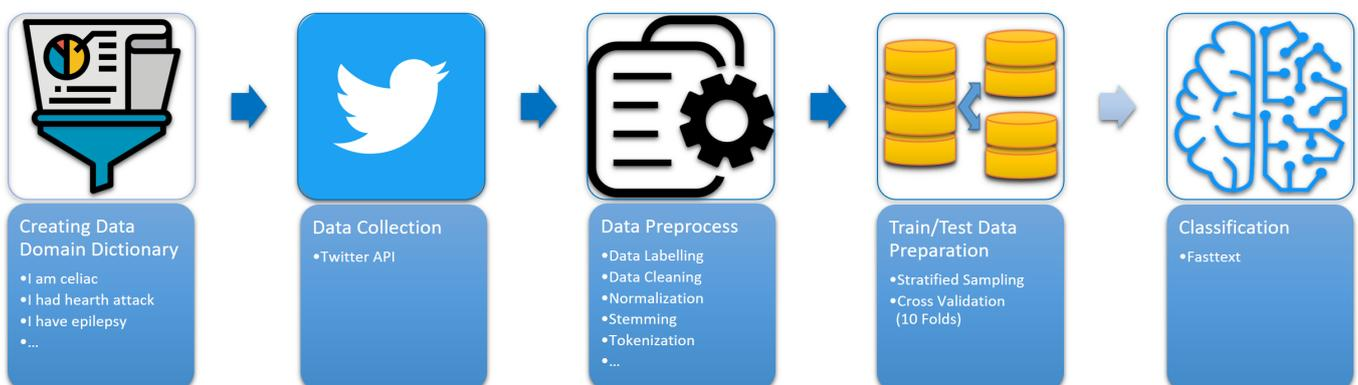 Creating Data
Domain Dictionary
•I am celiac
•I had hearth attack
•I have epilepsy
•...
Data Collection
•Twitter API
Data Preprocess
•Data Labelling
•Data Cleaning
•Normalization
•Stemming
•Tokenization
•...
Train/Test Data
Preparation
•Stratified Sampling
•Cross Validation
(10 Folds)
Classification
•Fasttext